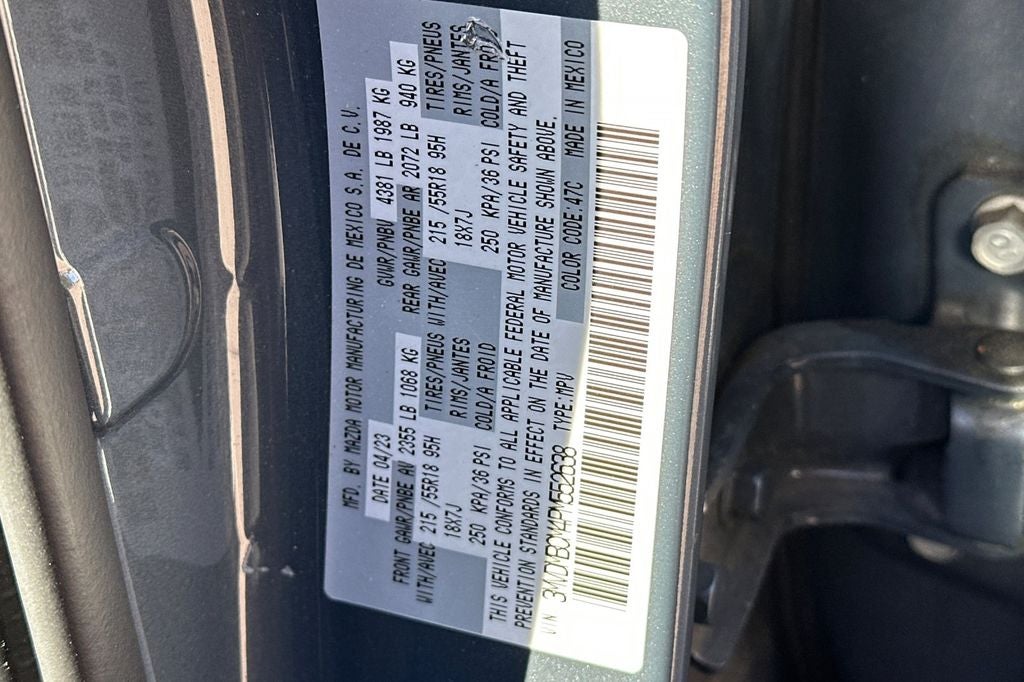 MFD. BY MAZDA MOTOR MANUFACTURING DE MEXICO S.A. DE C.V.
DATE 04/23 GVWR/PNBV 4381 LB 1987 KG
FRONT GAWR/PNBE AV 2355 LB 1068 KG REAR GAWR/PNBE AR 2072 LB 940 KG
WITH/AVEC 215 /55R18 95H TIRES/PNEUS WITH/AVEC 215 /55R18 95H TIRES/PNEUS
18X7J RIMS/JANTES 18X7J RIMS/JANTES
250 KPA/36 PSI COLD/A FROID 250 KPA/36 PSI COLD/A
THIS VEHICLE CONFORMS TO ALL APPLICABLE FEDERAL MOTOR VEHICLE SAFETY AND THEFT
PREVENTION STANDARDS IN EFFECT ON THE DATE OF MANUFACTURE SHOWN ABOVE.
VIN TYPE:MPV COLOR CODE:47C MADE IN MEXICO